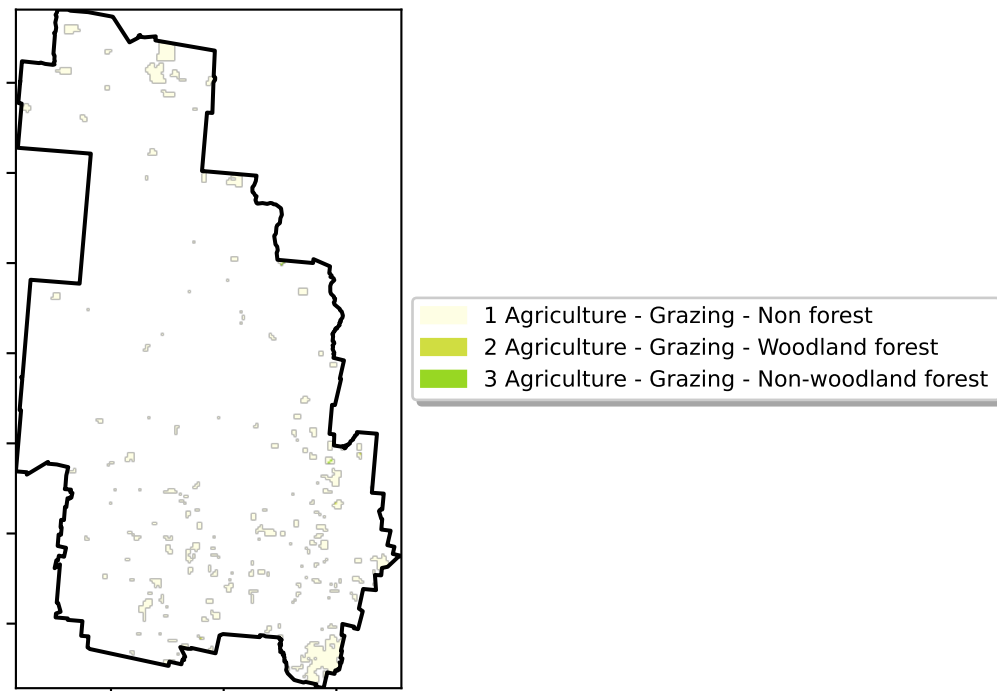 1 Agriculture - Grazing - Non forest
2 Agriculture - Grazing - Woodland forest
3 Agriculture - Grazing - Non-woodland forest